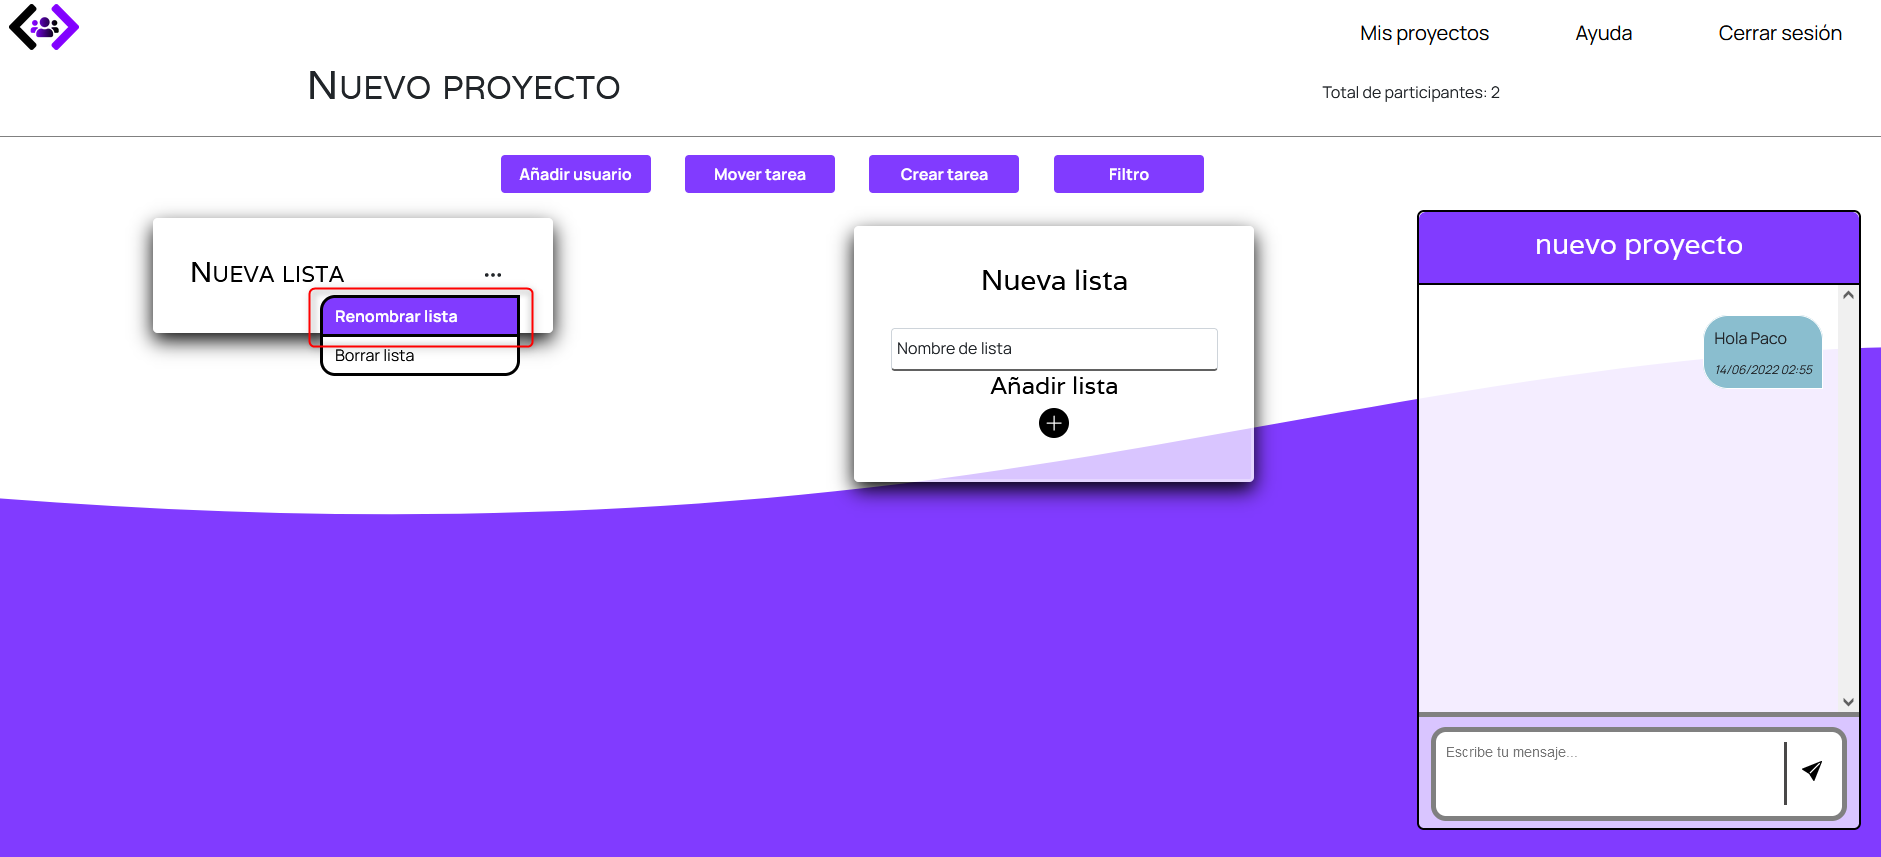 Mis proyectos Ayuda Cerrar sesión
NUEVO PROYECTO
Total de participantes: 2
Añadir usuario Mover tarea Crear tarea Filtro
NUEVA LISTA
...
Renombrar lista
Borrar lista
Nueva lista
Nombre de lista
Añadir lista
nuevo proyecto
Hola Paco
14/06/2022 02:55
Escribe tu mensaje...